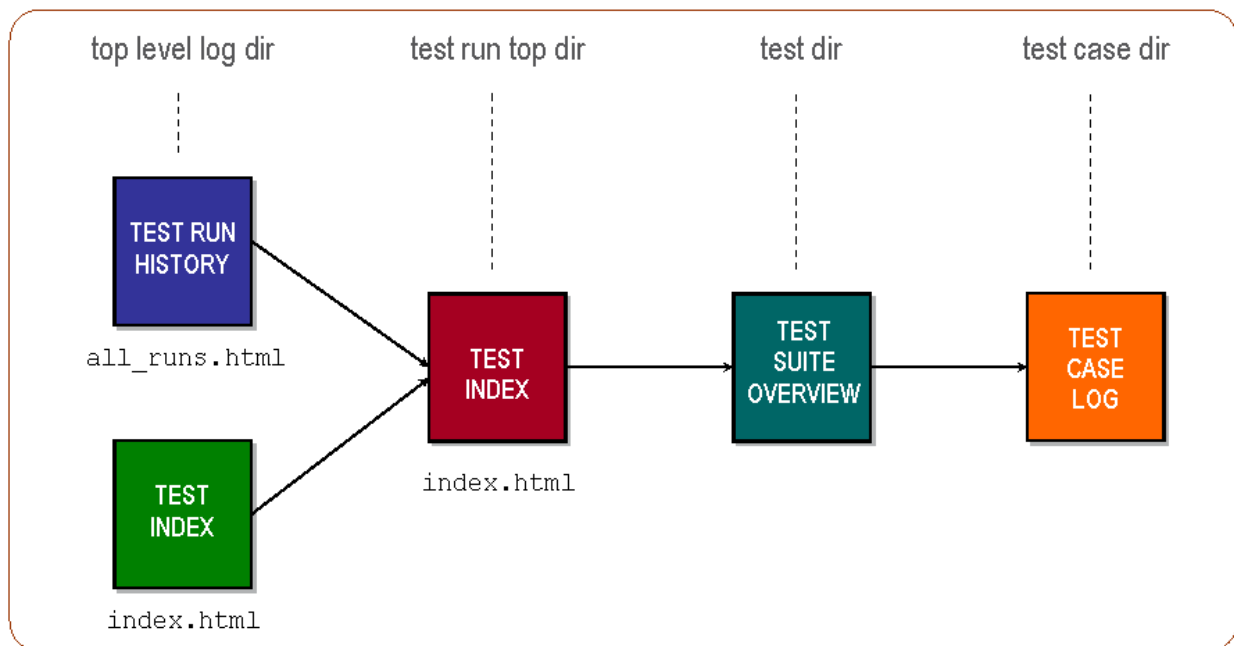 top level log dir
test run top dir
test dir
test case dir
TEST RUN
HISTORY
all_runs.html
TEST
INDEX
index.html
TEST
INDEX
index.html
TEST
SUITE
OVERVIEW
TEST
CASE
LOG